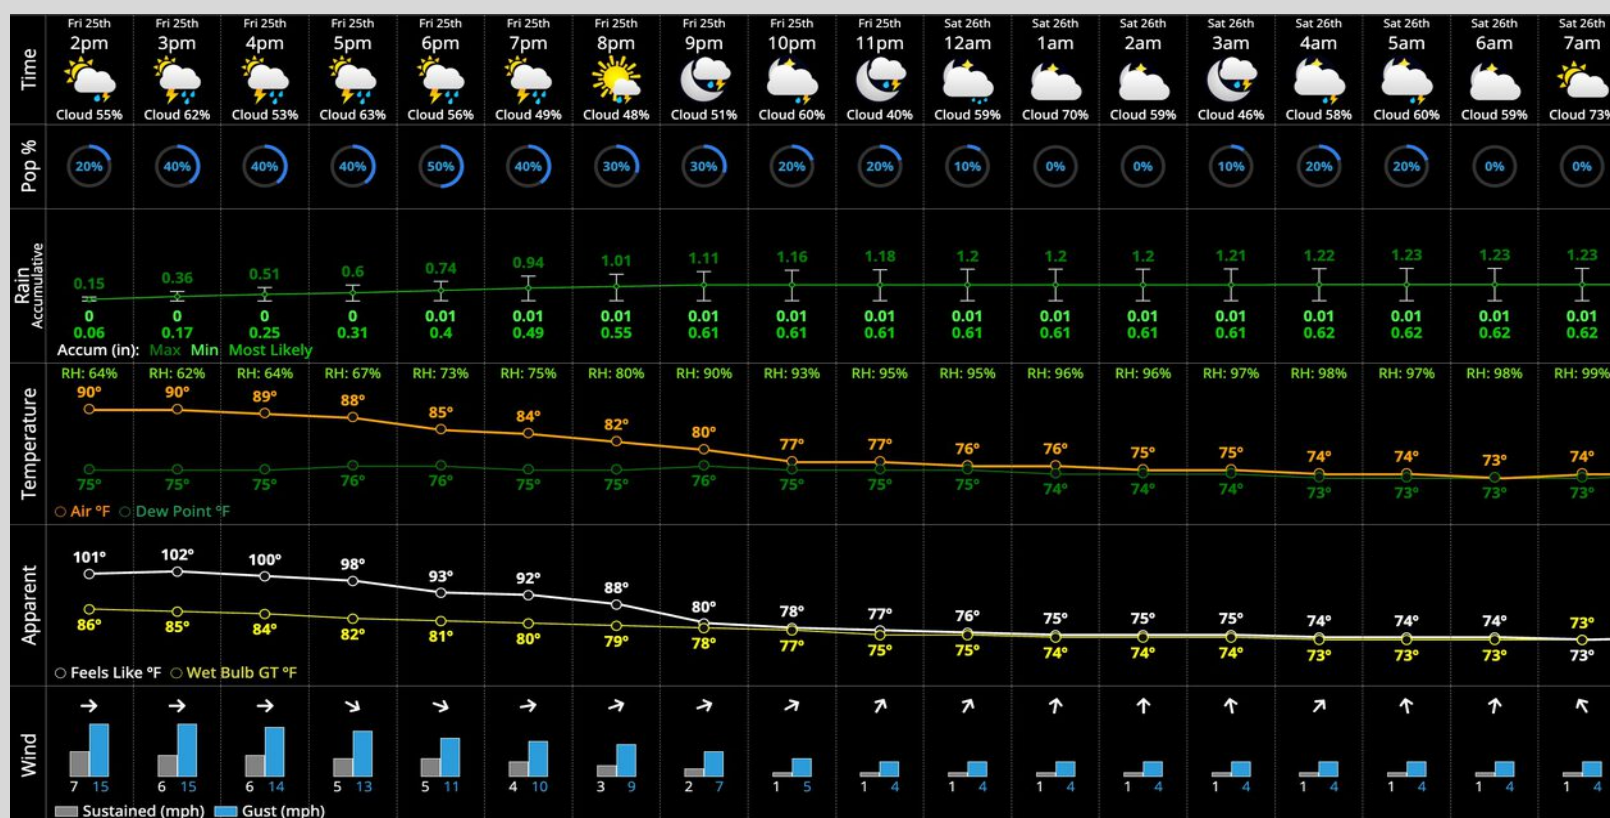 Time
Fri 25th Fri 25th Fri 25th Fri 25th Fri 25th Fri 25th Fri 25th Fri 25th Fri 25th Fri 25th Sat 26th Sat 26th Sat 26th Sat 26th Sat 26th Sat 26th Sat 26th Sat 26th
2pm 3pm 4pm 5pm 6pm 7pm 8pm 9pm 10pm 11pm 12am 1am 2am 3am 4am 5am 6am 7am
Cloud 55% Cloud 62% Cloud 53% Cloud 63% Cloud 56% Cloud 49% Cloud 48% Cloud 51% Cloud 60% Cloud 40% Cloud 59% Cloud 70% Cloud 59% Cloud 46% Cloud 58% Cloud 60% Cloud 59% Cloud 73%
Pop %
20% 40% 40% 40% 50% 40% 30% 30% 20% 20% 10% 0% 0% 10% 20% 20% 0% 0%
Rain
Accumulative
0.15 0.36 0.51 0.6 0.74 0.94 1.01 1.11 1.16 1.18 1.2 1.2 1.2 1.21 1.22 1.23 1.23 1.23
0 0 0 0 0.01 0.01 0.01 0.01 0.01 0.01 0.01 0.01 0.01 0.01 0.01 0.01 0.01 0.01
0.06 0.17 0.25 0.31 0.4 0.49 0.55 0.61 0.61 0.61 0.61 0.61 0.61 0.61 0.62 0.62 0.62 0.62
Accum (in): Max Min Most Likely
Temperature
RH: 64% RH: 62% RH: 64% RH: 67% RH: 73% RH: 75% RH: 80% RH: 90% RH: 93% RH: 95% RH: 95% RH: 96% RH: 96% RH: 97% RH: 98% RH: 97% RH: 98% RH: 99%
90° 90° 89° 88° 85° 84° 82° 80° 77° 77° 76° 76° 75° 75° 74° 74° 73° 74°
75° 75° 75° 76° 76° 75° 75° 76° 75° 75° 75° 74° 74° 74° 73° 73° 73° 73°
Air °F Dew Point °F
Apparent
101° 102° 100° 98° 93° 92° 88° 80° 78° 77° 76° 75° 75° 75° 74° 74° 74° 73°
86° 85° 84° 82° 81° 80° 79° 78° 77° 75° 75° 74° 74° 74° 73° 73° 73° 73°
Feels Like °F Wet Bulb GT °F
Wind
7 15 6 15 6 14 5 13 5 11 4 10 3 9 2 7 1 5 1 4 1 4 1 4 1 4 1 4 1 4 1 4 1 4 1 4
Sustained (mph) Gust (mph)